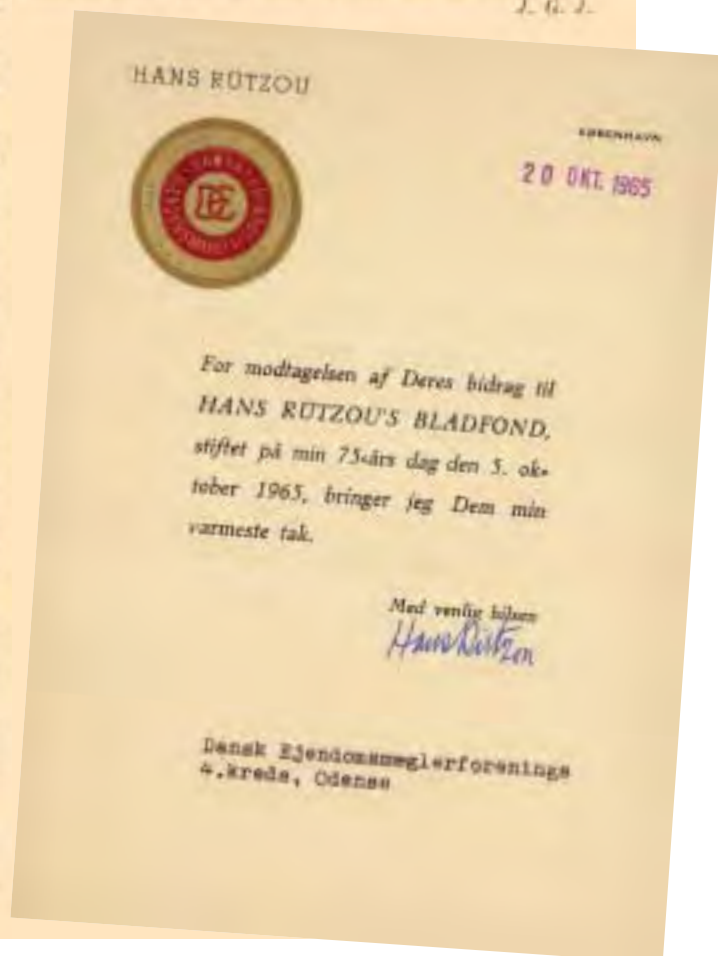 J. G. J.
HANS RÜTZOU
KØBENHAVN
20 OKT. 1965
DE
For modtagelsen af Deres bidrag til
HANS RÜTZOU'S BLADFOND,
stiftet på min 75-års dag den 5. ok-
tober 1965, bringer jeg Dem min
varmeste tak.
Med venlig hilsen
Hans Rützou
Dansk Ejendomsmæglerforenings
4.kreds, Odense